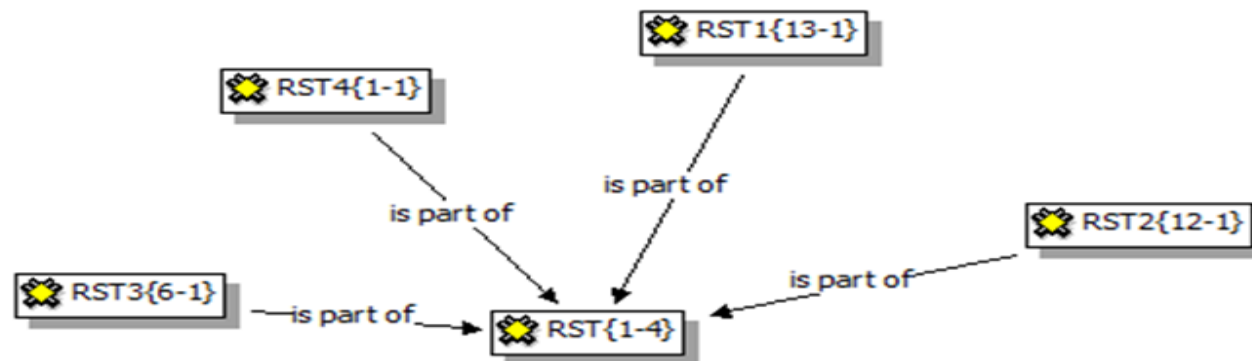 RST1{13-1}
RST4{1-1}
is part of
is part of
RST2{12-1}
is part of
RST3{6-1}
is part of
RST{1-4}